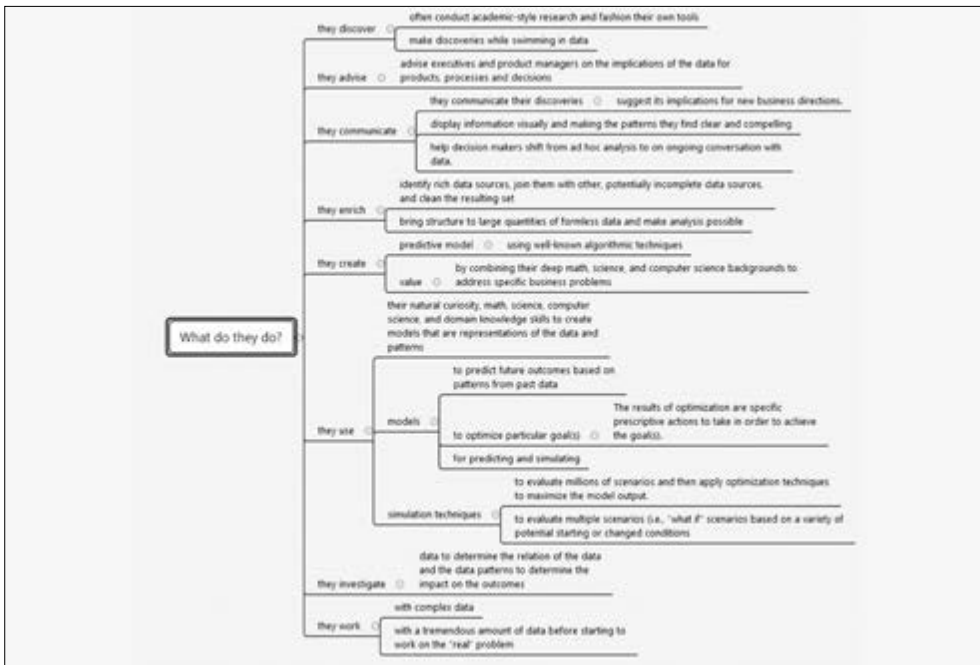 they discover
often conduct academic-style research and fashion their own tools
make discoveries while swimming in data
they advise
advise executives and product managers on the implications of the data for
products, processes and decisions
they communicate
they communicate their discoveries
suggest its implications for new business directions.
display information visually and making the patterns they find clear and compelling
help decision makers shift from ad hoc analysis to on ongoing conversation with
data.
they enrich
identify rich data sources, join them with other, potentially incomplete data sources,
and clean the resulting set
bring structure to large quantities of formless data and make analysis possible
they create
predictive model
using well-known algorithmic techniques
value
by combining their deep math, science, and computer science backgrounds to
address specific business problems
What do they do?
they use
their natural curiosity, math, science, computer
science, and domain knowledge skills to create
models that are representations of the data and
patterns
models
to predict future outcomes based on
patterns from past data
to optimize particular goal(s)
The results of optimization are specific
prescriptive actions to take in order to achieve
the goal(s).
for predicting and simulating
simulation techniques
to evaluate millions of scenarios and then apply optimization techniques
to maximize the model output.
to evaluate multiple scenarios (i.e., "what if" scenarios based on a variety of
potential starting or changed conditions
they investigate
data to determine the relation of the data
and the data patterns to determine the
impact on the outcomes
they work
with complex data
with a tremendous amount of data before starting to
work on the "real" problem